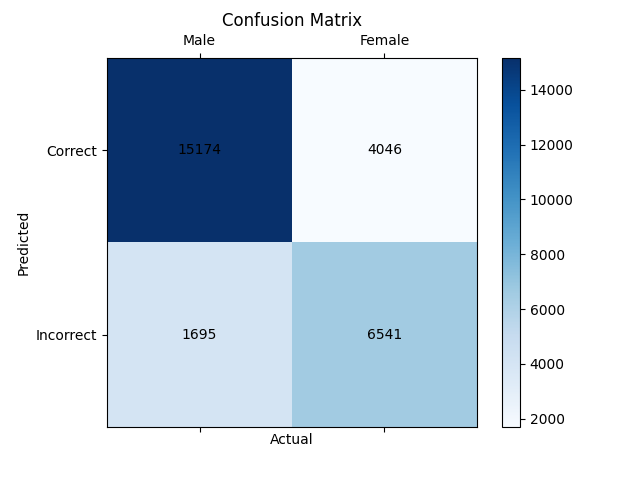 Confusion Matrix
Male Female
14000
Correct 15174 4046
12000
10000
Predicted
8000
6000
Incorrect 1695 6541
4000
2000
Actual